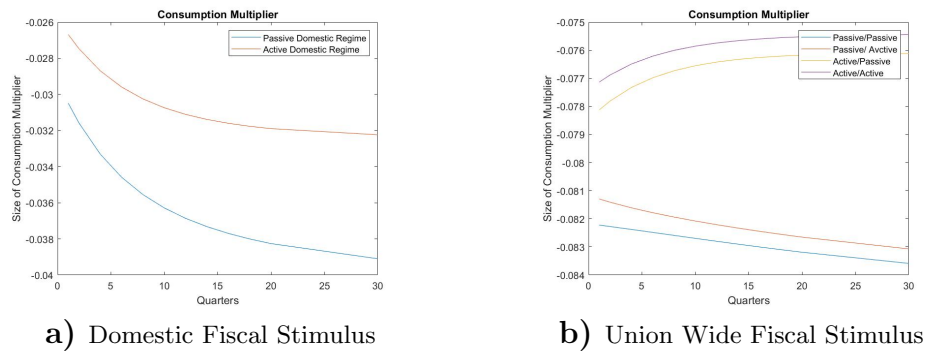 Consumption Multiplier
-0.026
-0.028
-0.03
-0.032
-0.034
-0.036
-0.038
-0.04
Size of Consumption Multiplier
Passive Domestic Regime
Active Domestic Regime
0 5 10 15 20 25 30
Quarters
a) Domestic Fiscal Stimulus
Consumption Multiplier
-0.075
-0.076
-0.077
-0.078
-0.079
-0.08
-0.081
-0.082
-0.083
-0.084
Size of Consumption Multiplier
Passive/Passive
Passive/ Avctive
Active/Passive
Active/Active
0 5 10 15 20 25 30
Quarters
b) Union Wide Fiscal Stimulus